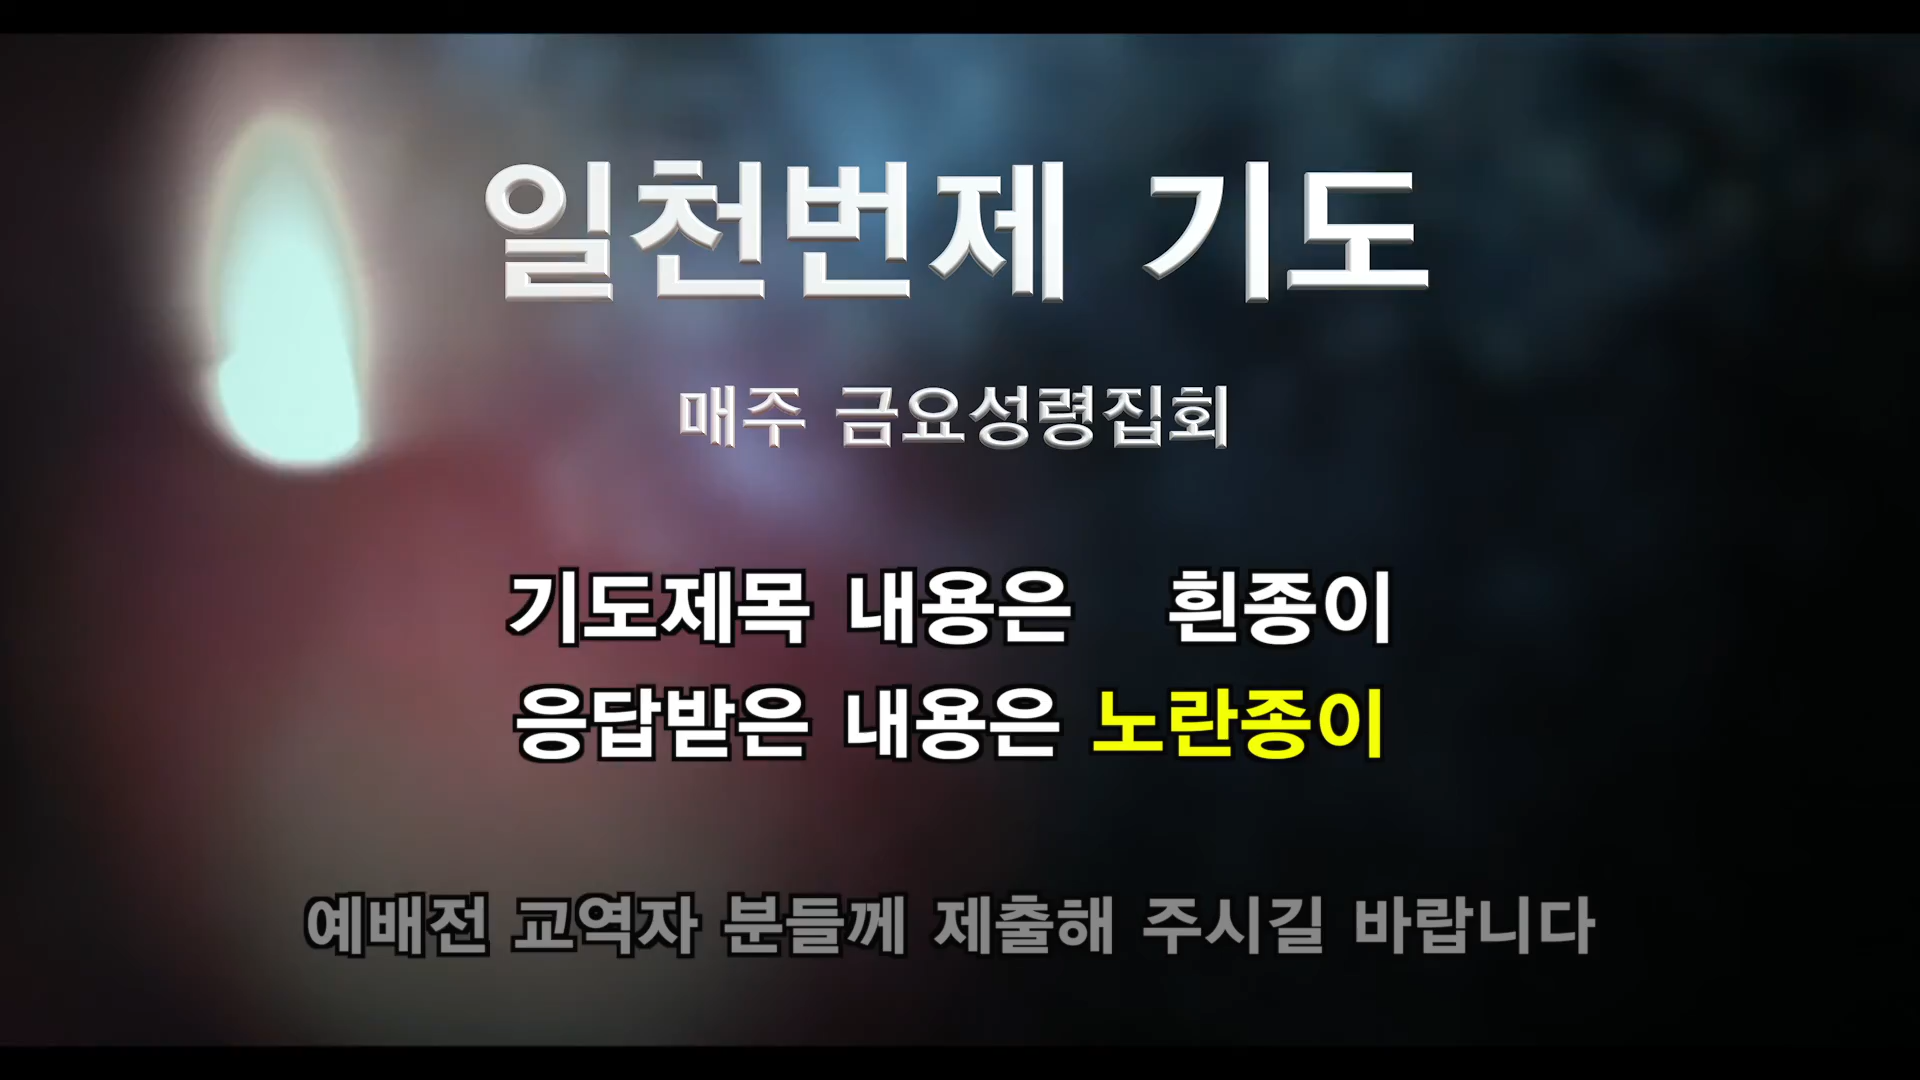 일천번제 기도
매주 금요성령집회
기도제목 내용은 흰종이
응답받은 내용은 노란종이
예배전 교역자 분들께 제출해 주시길 바랍니다